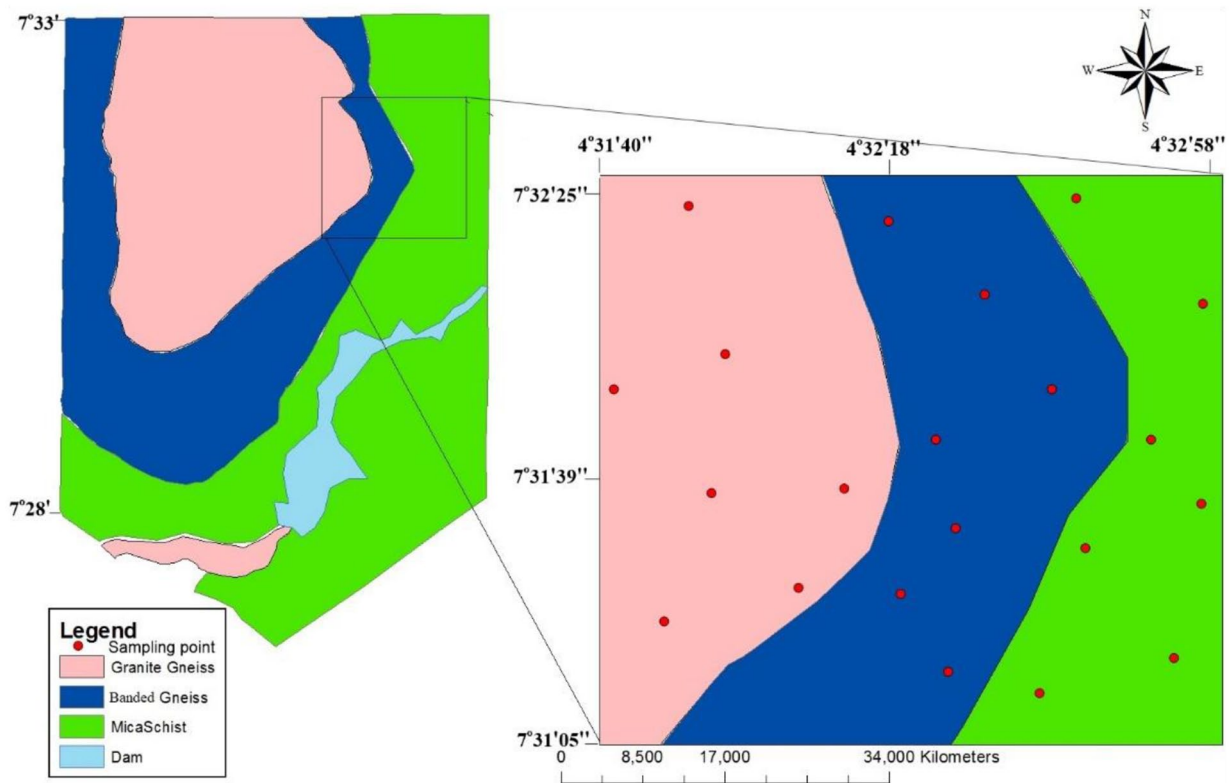 7°33'
N
W E
S
4°31'40" 4°32'18" 4°32'58"
7°32'25"
7°31'39"
7°28'
7°31'05"
Legend
Sampling point
Granite Gneiss
Banded Gneiss
MicaSchist
Dam
0 8,500 17,000 34,000 Kilometers